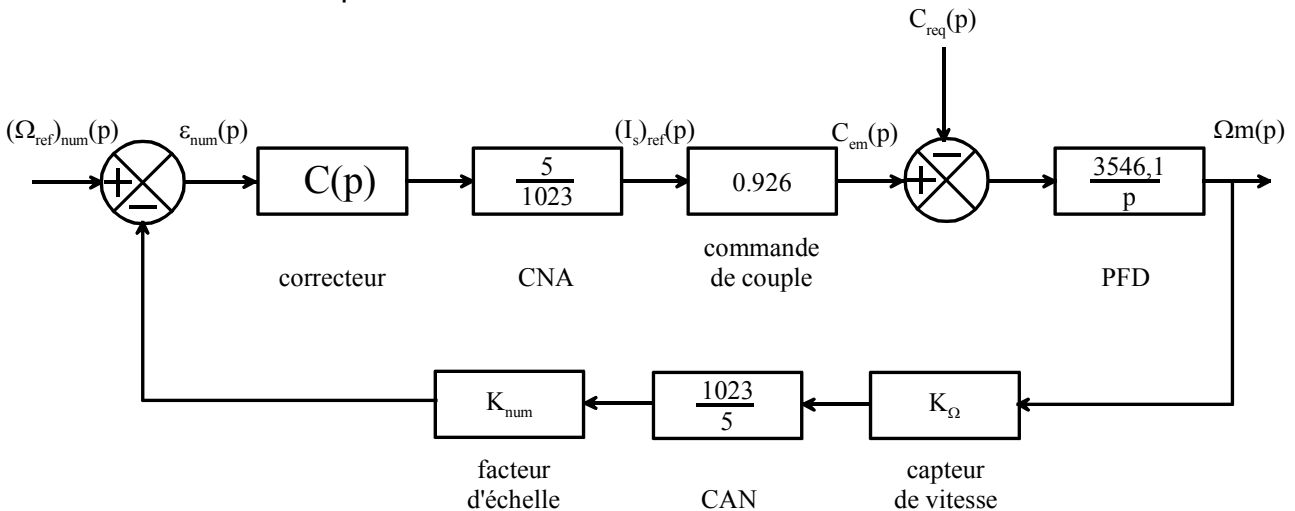 C_req(p)
(Ω_ref)_num(p)
ε_num(p)
(I_s)_ref(p)
C_em(p)
Ωm(p)
+
−
C(p)
5
1023
0.926
−
+
3546,1
p
correcteur
CNA
commande
de couple
PFD
K_num
1023
5
K_Ω
facteur
d'échelle
CAN
capteur
de vitesse